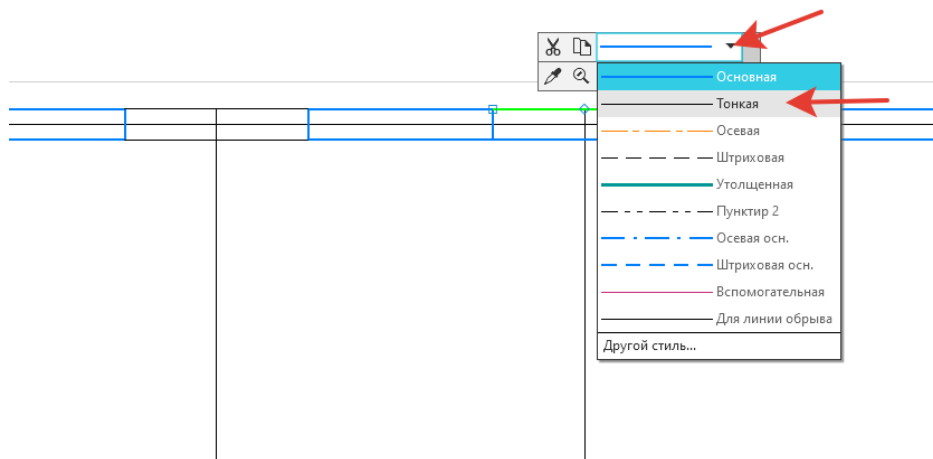 Основная
Тонкая
Осевая
Штриховая
Утолщенная
Пунктир 2
Осевая осн.
Штриховая осн.
Вспомогательная
Для линии обрыва
Другой стиль...